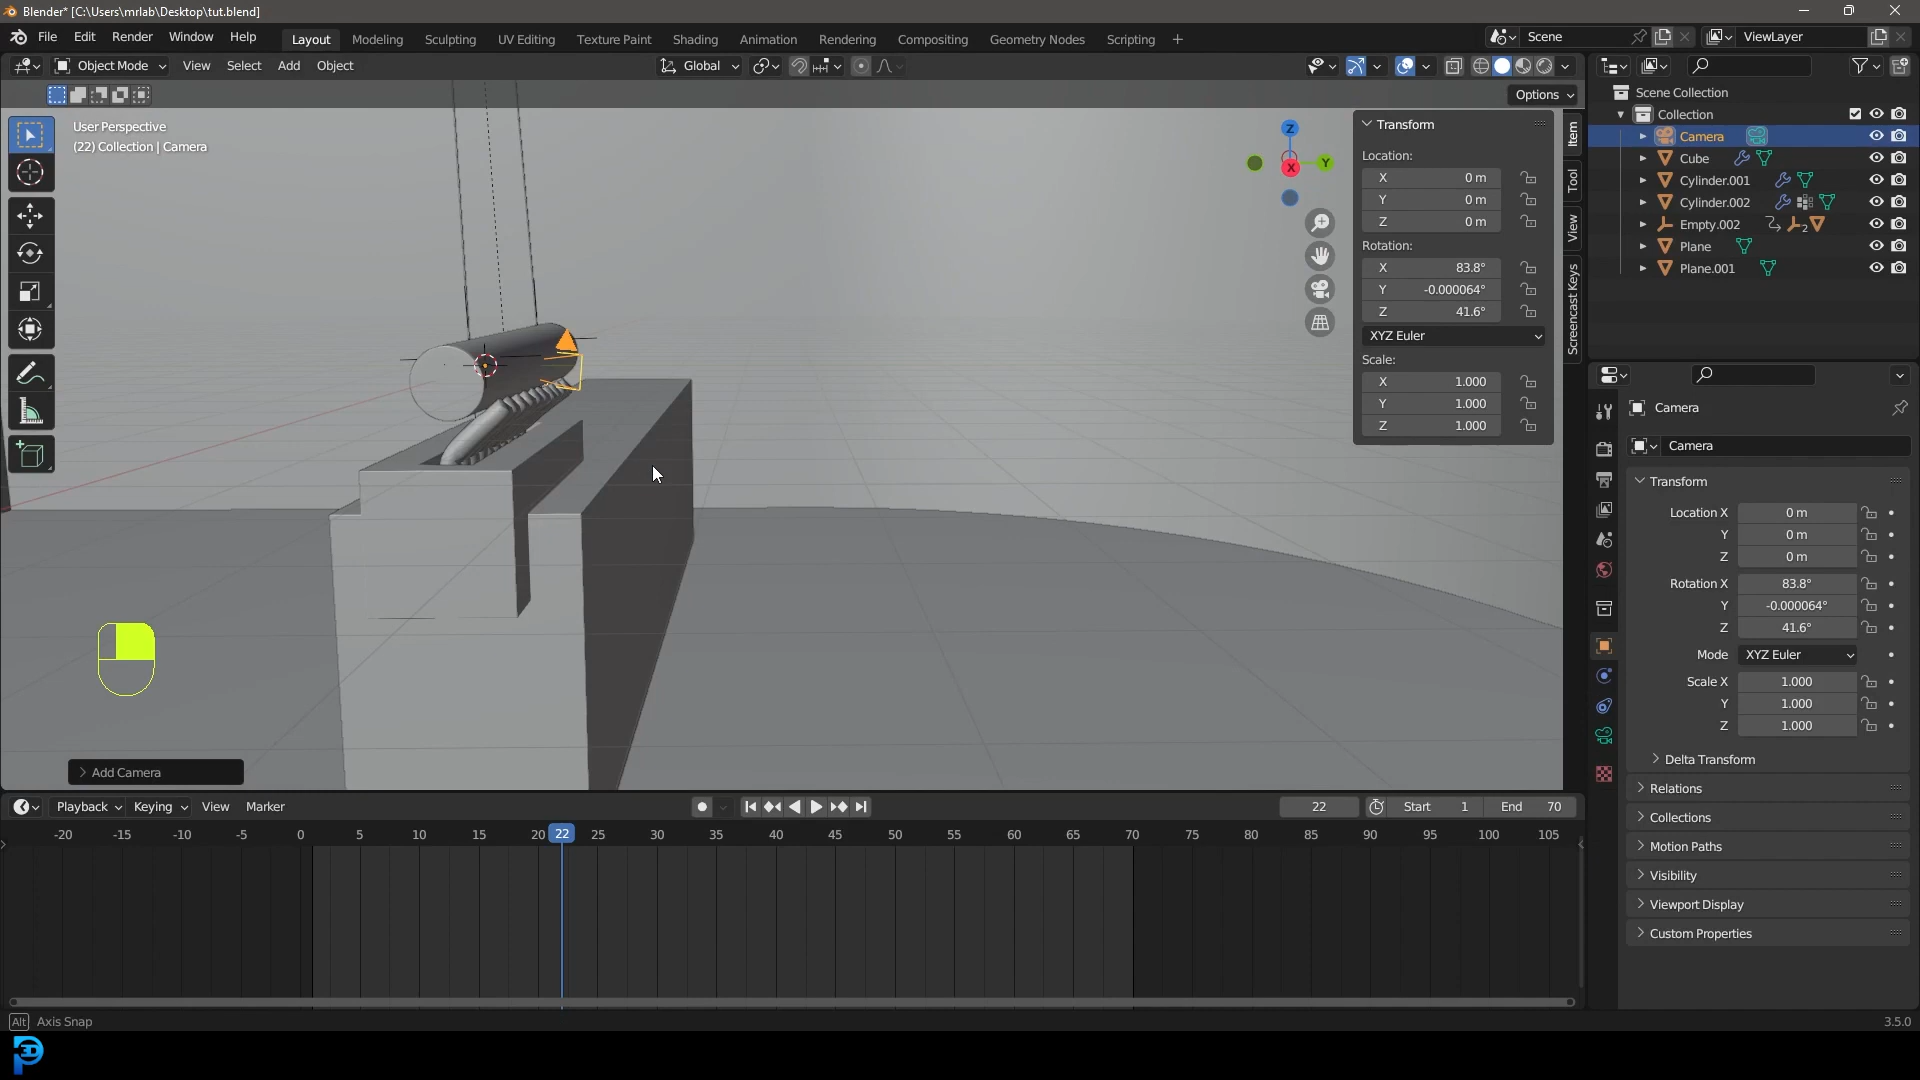 Blender* [C:\Users\mrlab\Desktop\tut.blend]
File Edit Render Window Help Layout Modeling Sculpting UV Editing Texture Paint Shading Animation Rendering Compositing Geometry Nodes Scripting + Scene ViewLayer
Object Mode View Select Add Object Global
Options
User Perspective
(22) Collection | Camera
Z
Y
X
Transform
Location:
X 0 m
Y 0 m
Z 0 m
Rotation:
X 83.8°
Y -0.000064°
Z 41.6°
XYZ Euler
Scale:
X 1.000
Y 1.000
Z 1.000
Item
Tool
View
Screencast Keys
Scene Collection
Collection
Camera
Cube
Cylinder.001
Cylinder.002
Empty.002 2
Plane
Plane.001
Camera
Camera
Transform
Location X 0 m
Y 0 m
Z 0 m
Rotation X 83.8°
Y -0.000064°
Z 41.6°
Mode XYZ Euler
Scale X 1.000
Y 1.000
Z 1.000
Delta Transform
Relations
Collections
Motion Paths
Visibility
Viewport Display
Custom Properties
Add Camera
Playback Keying View Marker 22 Start 1 End 70
-20 -15 -10 -5 0 5 10 15 20 22 25 30 35 40 45 50 55 60 65 70 75 80 85 90 95 100 105
Alt Axis Snap 3.5.0